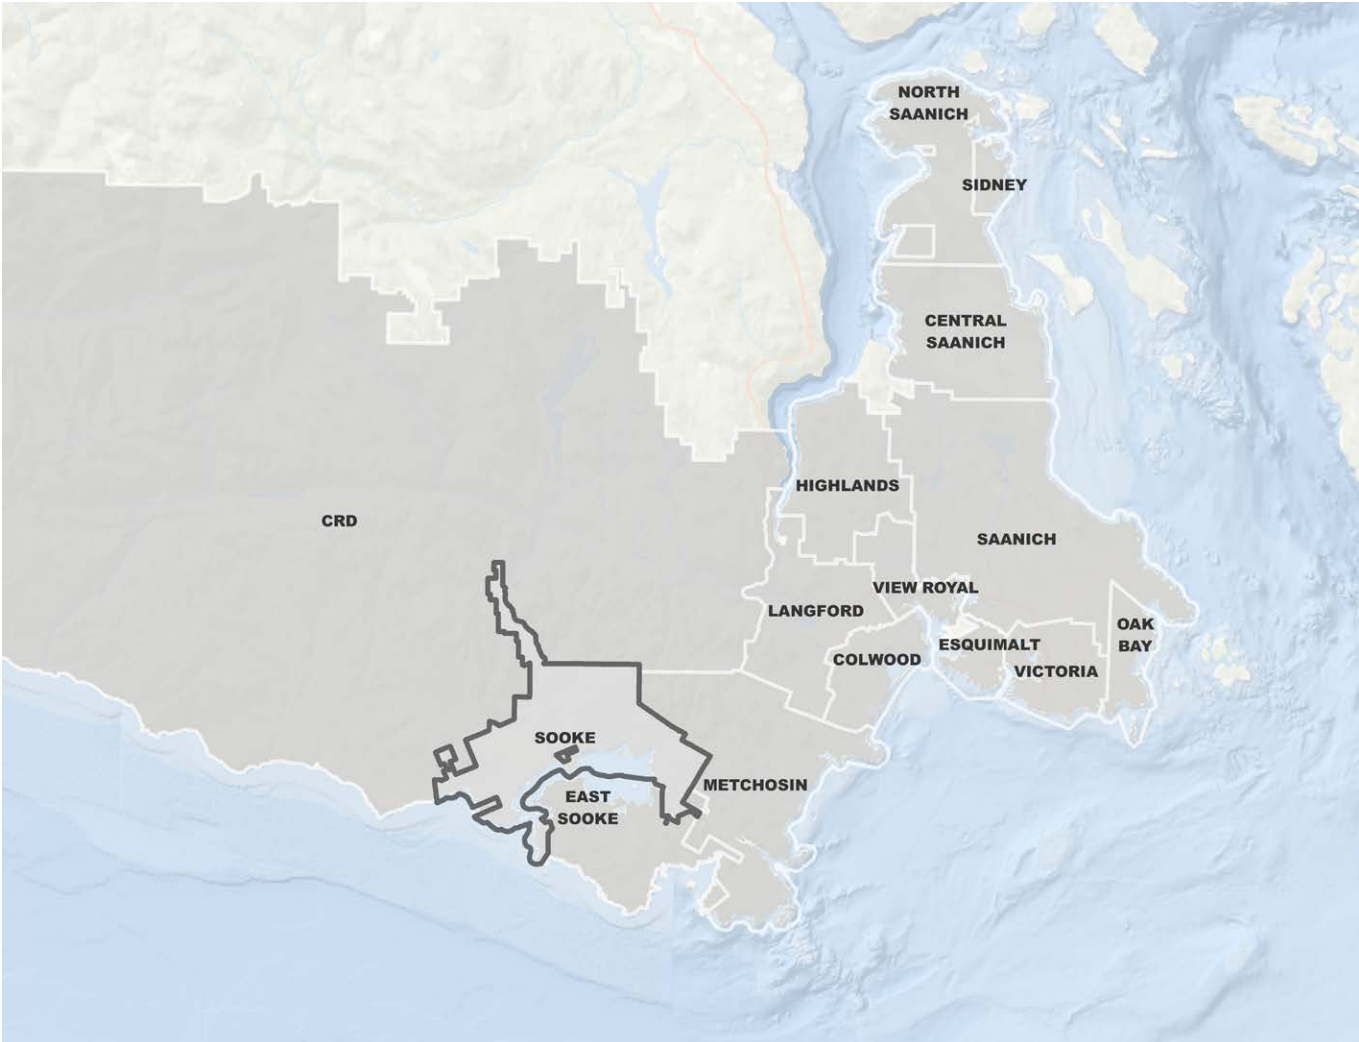 NORTH
SAANICH
SIDNEY
CENTRAL
SAANICH
HIGHLANDS
CRD
SAANICH
VIEW ROYAL
LANGFORD
OAK
BAY
ESQUIMALT
COLWOOD
VICTORIA
SOOKE
METCHOSIN
EAST
SOOKE